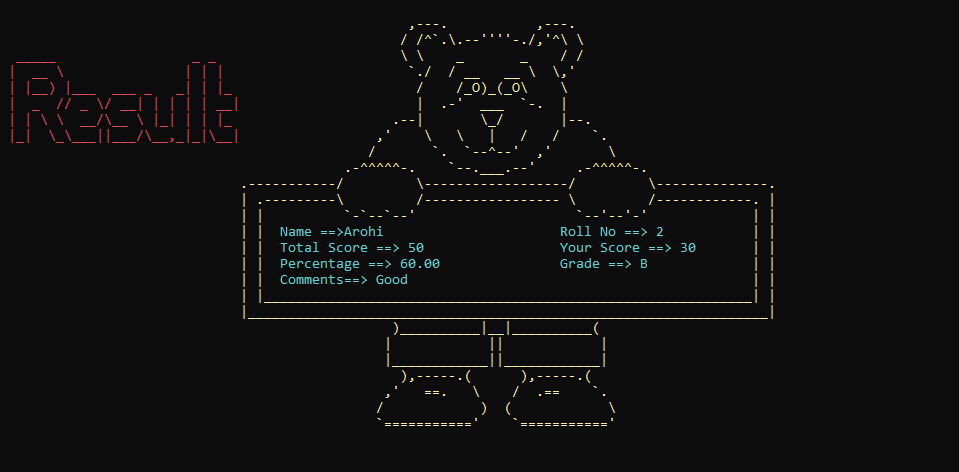 Result
Name ==>Arohi Roll No ==> 2
Total Score ==> 50 Your Score ==> 30
Percentage ==> 60.00 Grade ==> B
Comments==> Good